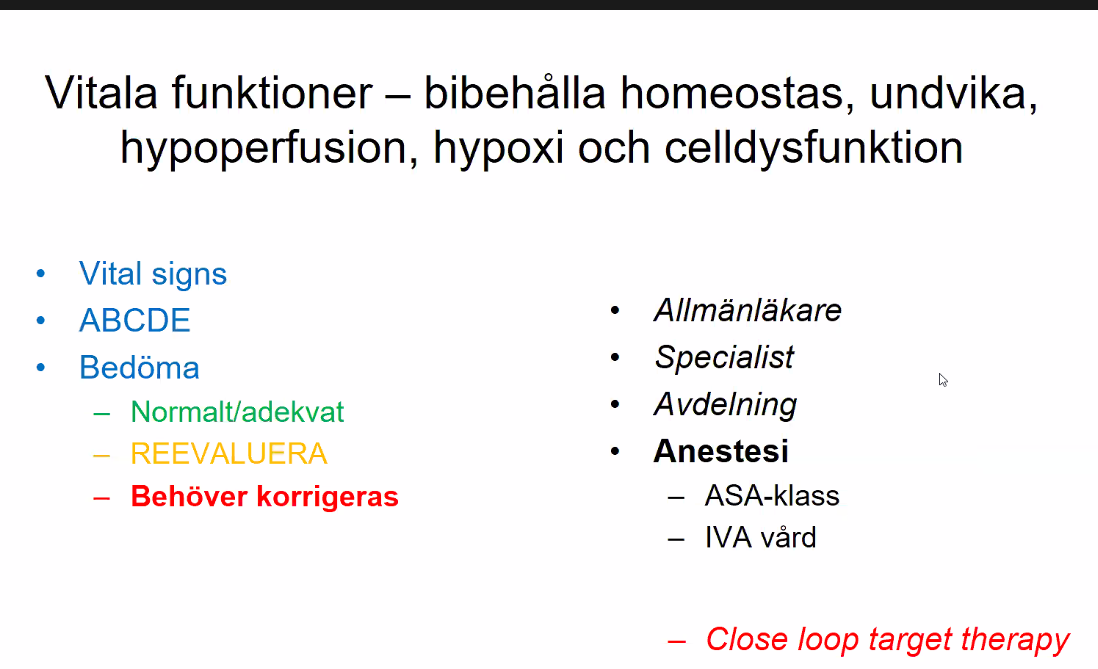 Vitala funktioner – bibehålla homeostas, undvika,
hypoperfusion, hypoxi och celldysfunktion
• Vital signs
• ABCDE
• Bedöma
– Normalt/adekvat
– REEVALUERA
– Behöver korrigeras
• Allmänläkare
• Specialist
• Avdelning
• Anestesi
– ASA-klass
– IVA vård
– Close loop target therapy